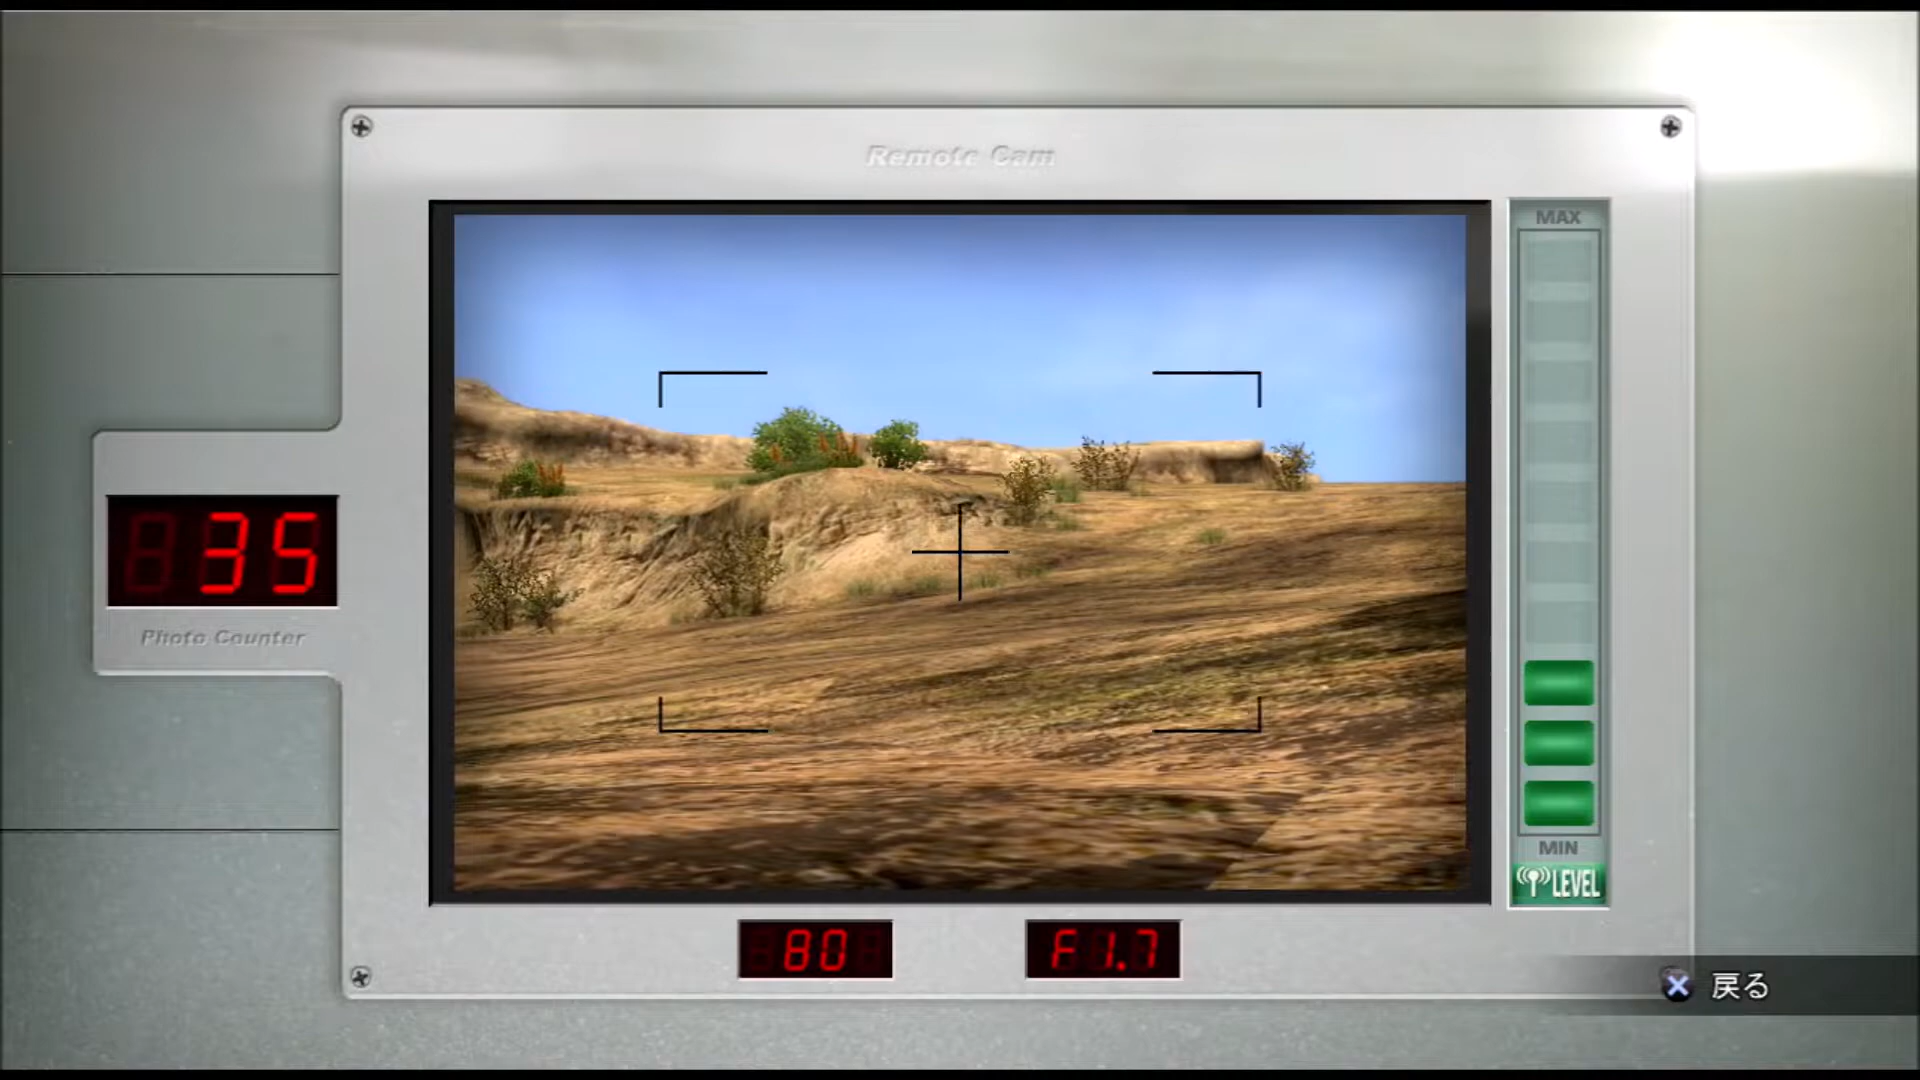 Remote Cam
MAX
35
Photo Counter
MIN
LEVEL
80
F1.7
戻る